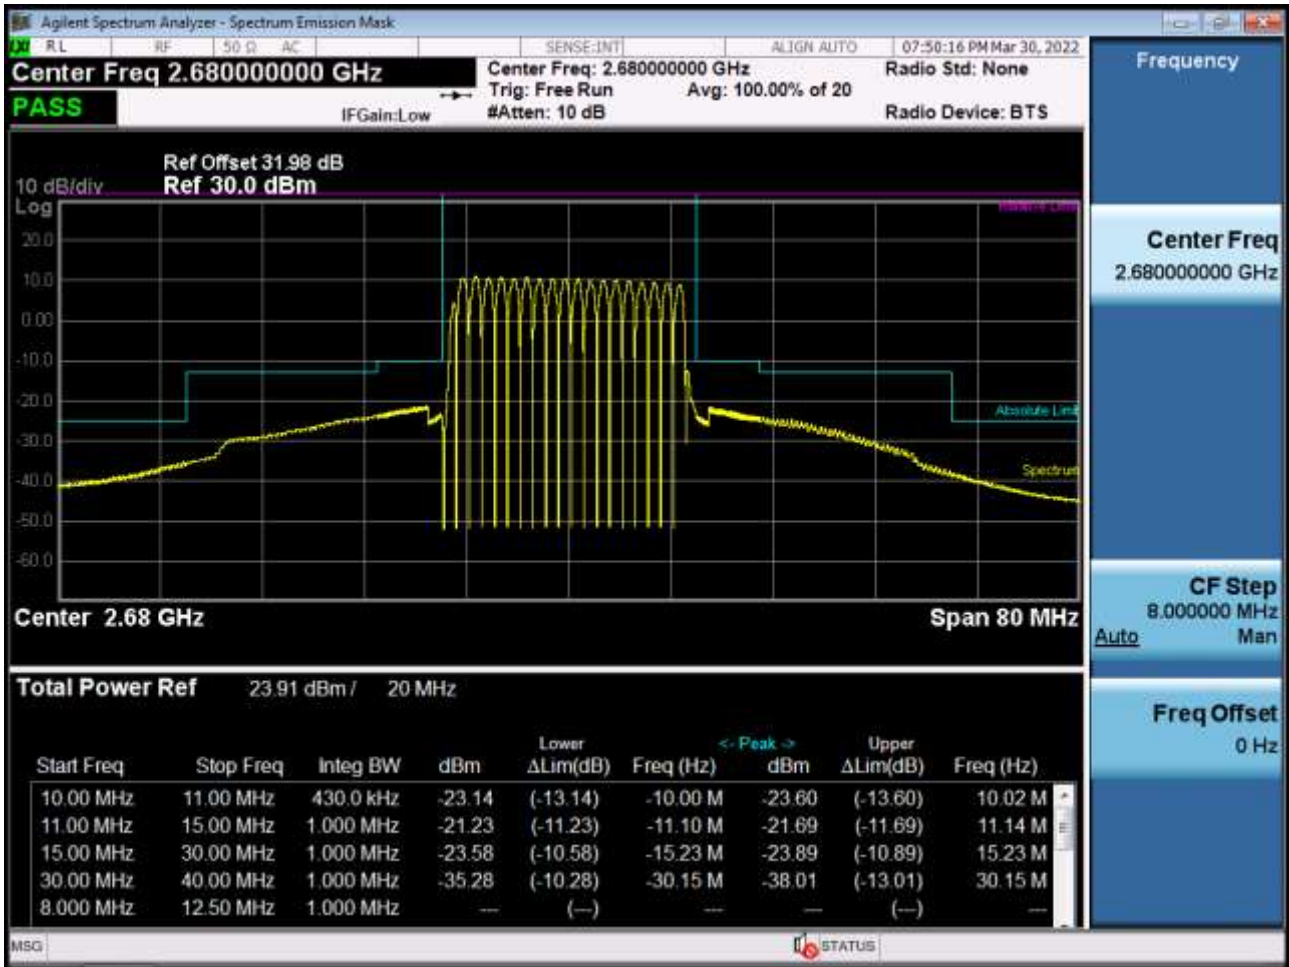 Agilent Spectrum Analyzer - Spectrum Emission Mask
RL RF 50 Ω AC SENSE:INT ALIGN AUTO 07:50:16 PM Mar 30, 2022
Center Freq 2.680000000 GHz
Center Freq: 2.680000000 GHz Radio Std: None
Trig: Free Run Avg: 100.00% of 20
PASS IFGain:Low #Atten: 10 dB Radio Device: BTS
Ref Offset 31.98 dB
10 dB/div Ref 30.0 dBm
Log
20.0
10.0
0.00
-10.0
-20.0
Absolute Limit
-30.0
Spectrum
-40.0
-50.0
-60.0
Center 2.68 GHz Span 80 MHz
Total Power Ref 23.91 dBm / 20 MHz
Lower <- Peak -> Upper
Start Freq Stop Freq Integ BW dBm ΔLim(dB) Freq (Hz) dBm ΔLim(dB) Freq (Hz)
10.00 MHz 11.00 MHz 430.0 kHz -23.14 (-13.14) -10.00 M -23.60 (-13.60) 10.02 M
11.00 MHz 15.00 MHz 1.000 MHz -21.23 (-11.23) -11.10 M -21.69 (-11.69) 11.14 M
15.00 MHz 30.00 MHz 1.000 MHz -23.58 (-10.58) -15.23 M -23.89 (-10.89) 15.23 M
30.00 MHz 40.00 MHz 1.000 MHz -35.28 (-10.28) -30.15 M -38.01 (-13.01) 30.15 M
8.000 MHz 12.50 MHz 1.000 MHz --- (---) --- --- (---) ---
MSG STATUS
Frequency
Center Freq
2.680000000 GHz
CF Step
8.000000 MHz
Auto Man
Freq Offset
0 Hz